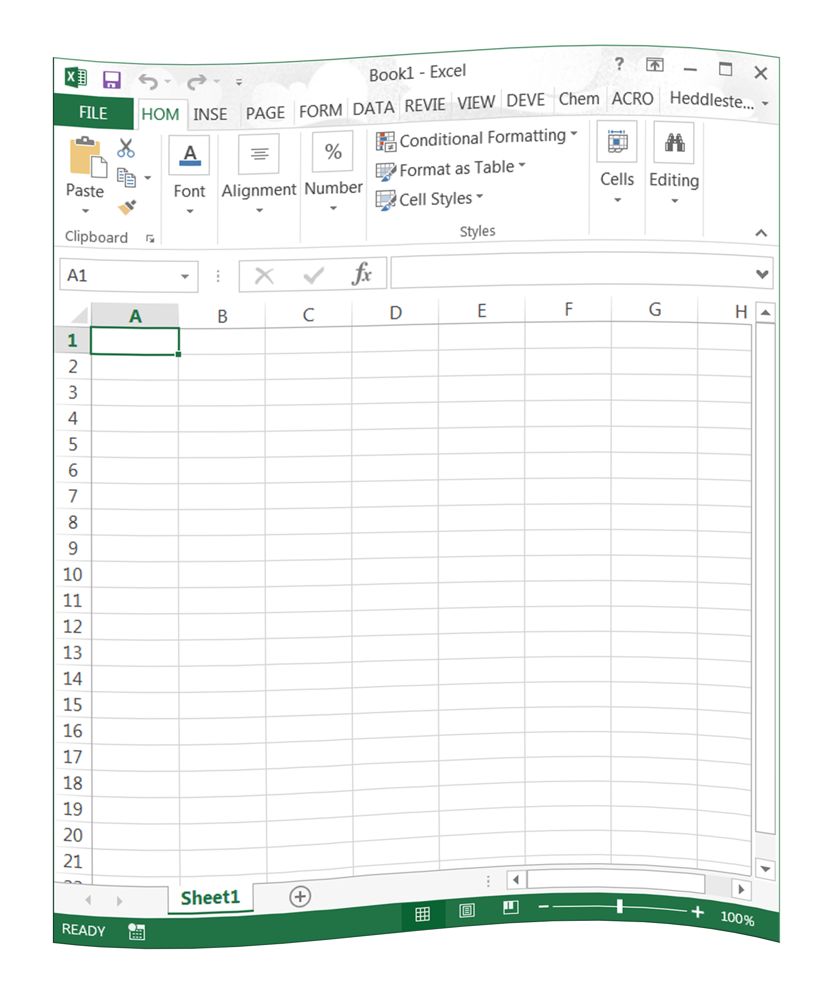 Book1 - Excel
?
FILE HOM INSE PAGE FORM DATA REVIE VIEW DEVE Chem ACRO Heddleste...
Conditional Formatting
Format as Table
Cell Styles
Paste Font Alignment Number Cells Editing
Clipboard Styles
A1 fx
A B C D E F G H
1
2
3
4
5
6
7
8
9
10
11
12
13
14
15
16
17
18
19
20
21
Sheet1
READY 100%